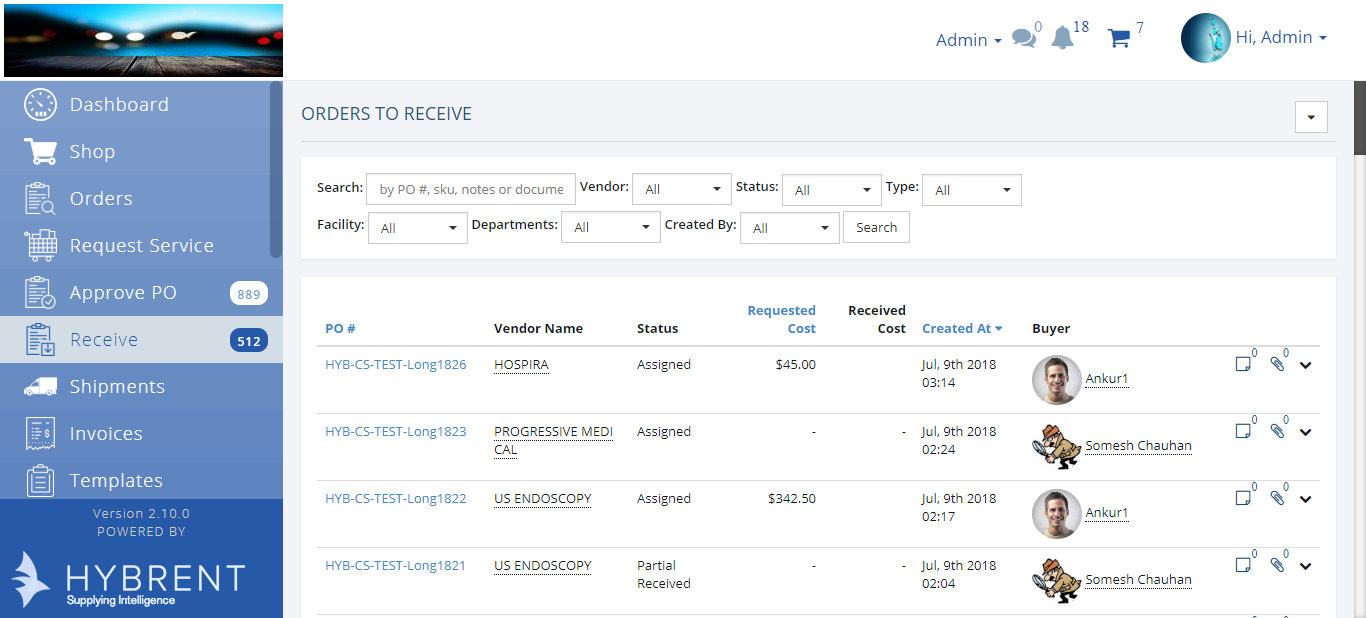 Admin 0 18 7 Hi, Admin
Dashboard
Shop
Orders
Request Service
Approve PO 889
Receive 512
Shipments
Invoices
Templates
Version 2.10.0
POWERED BY
HYBRENT
Supplying Intelligence
ORDERS TO RECEIVE
Search: by PO #, sku, notes or docume Vendor: All Status: All Type: All
Facility: All Departments: All Created By: All Search
PO # Vendor Name Status Requested Cost Received Cost Created At Buyer
HYB-CS-TEST-Long1826 HOSPIRA Assigned $45.00 Jul, 9th 2018 Ankur1 0 0
03:14
HYB-CS-TEST-Long1823 PROGRESSIVE MEDI Assigned - - Jul, 9th 2018 Somesh Chauhan 0 0
CAL 02:24
HYB-CS-TEST-Long1822 US ENDOSCOPY Assigned $342.50 Jul, 9th 2018 Ankur1 0 0
02:17
HYB-CS-TEST-Long1821 US ENDOSCOPY Partial - - Jul, 9th 2018 Somesh Chauhan 0 0
Received 02:04